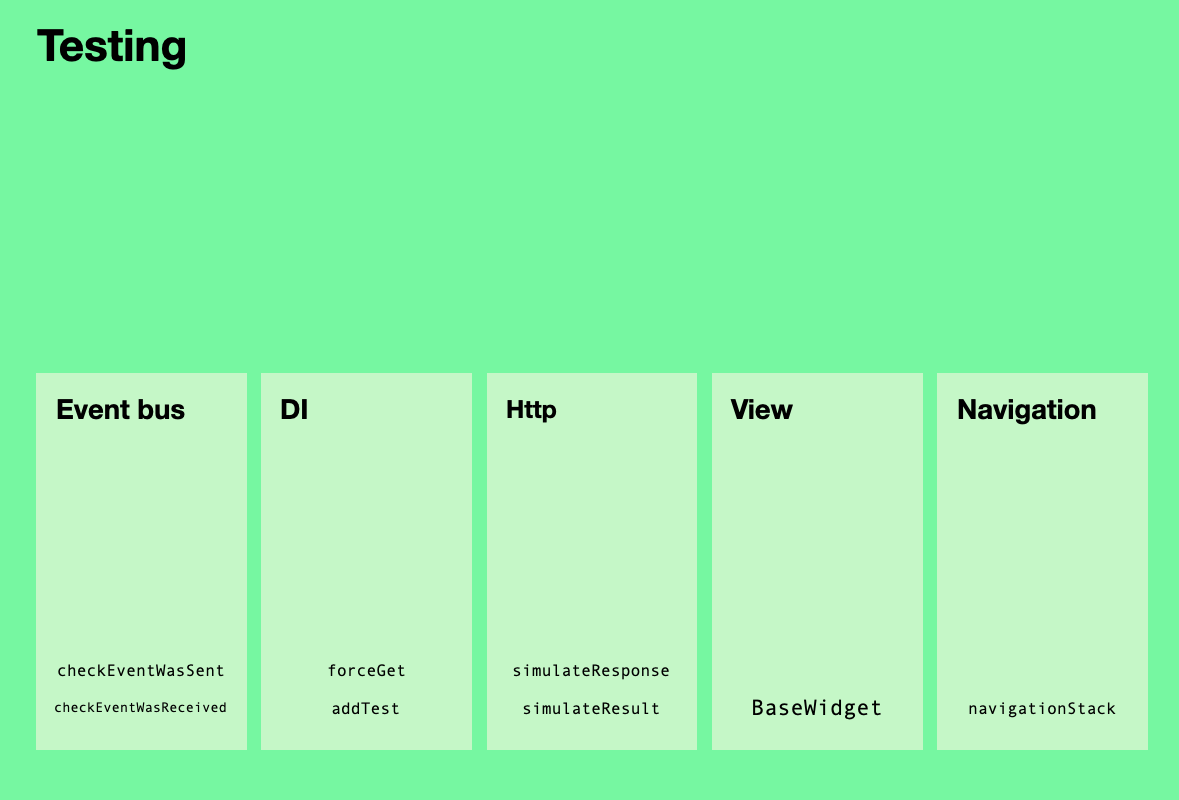 Testing
Event bus
checkEventWasSent
checkEventWasReceived
DI
forceGet
addTest
Http
simulateResponse
simulateResult
View
BaseWidget
Navigation
navigationStack